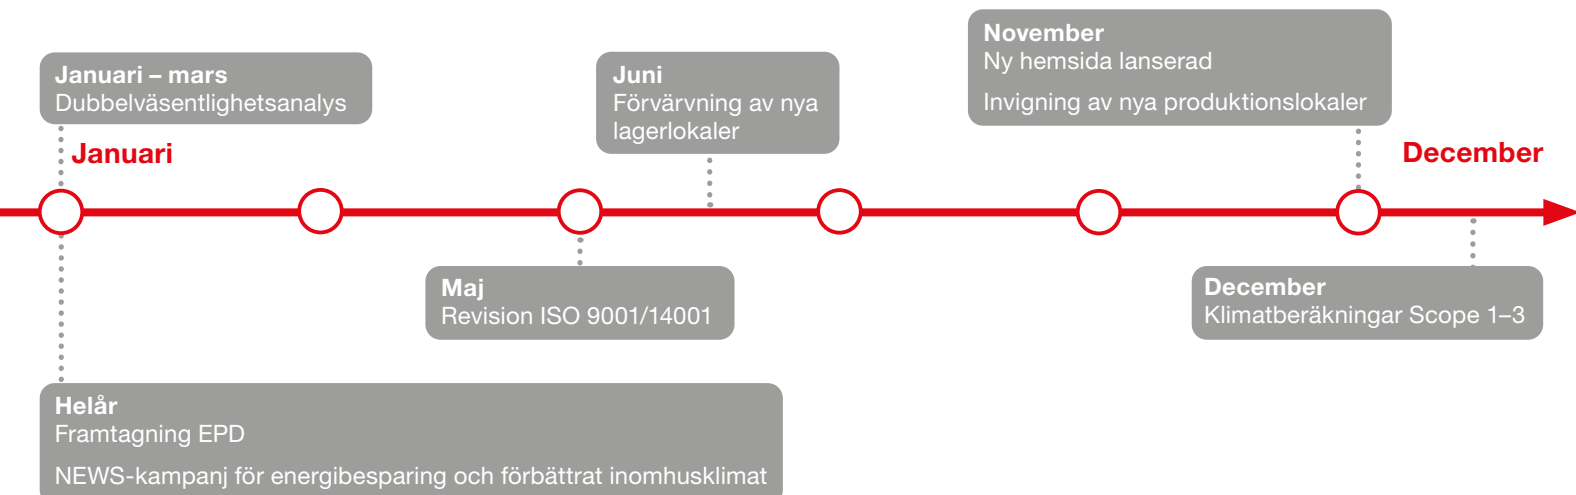 Januari – mars
Dubbelväsentlighetsanalys
Juni
Förvärvning av nya
lagerlokaler
November
Ny hemsida lanserad
Invigning av nya produktionslokaler
Januari
December
Maj
Revision ISO 9001/14001
December
Klimatberäkningar Scope 1–3
Helår
Framtagning EPD
NEWS-kampanj för energibesparing och förbättrat inomhusklimat